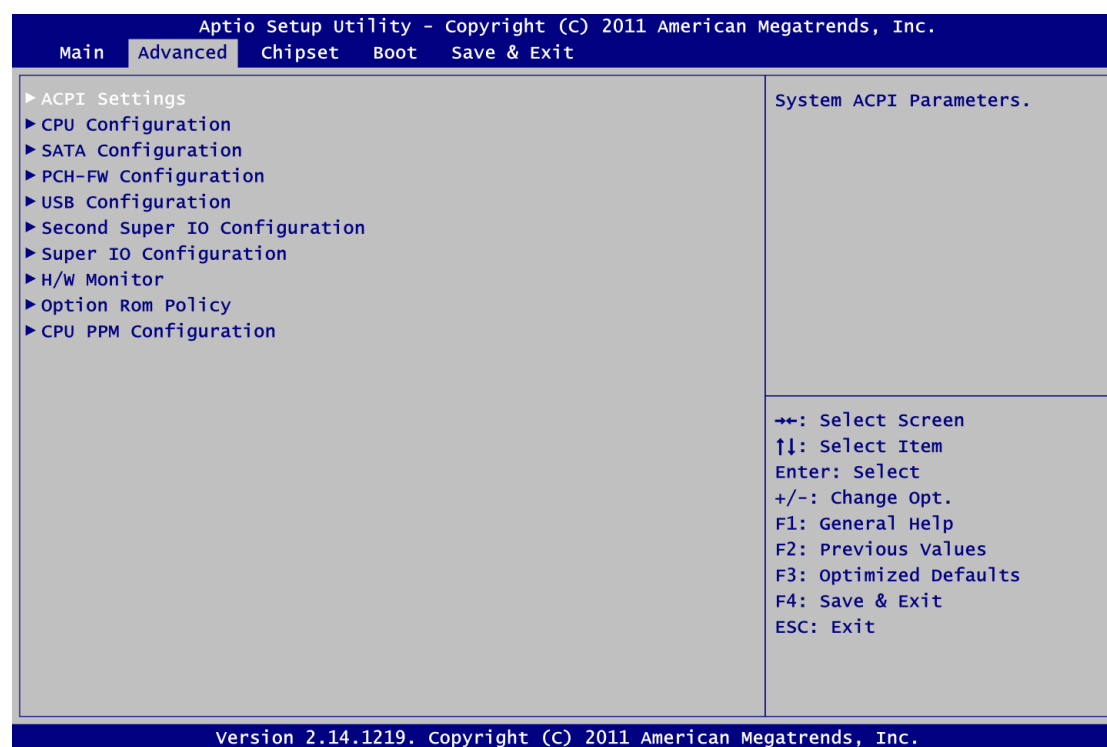 Aptio Setup Utility – Copyright (C) 2011 American Megatrends, Inc.
Main Advanced Chipset Boot Save & Exit
►ACPI Settings
►CPU Configuration
►SATA Configuration
►PCH-FW Configuration
►USB Configuration
►Second Super IO Configuration
►Super IO Configuration
►H/W Monitor
►Option Rom Policy
►CPU PPM Configuration
System ACPI Parameters.
→←: Select Screen
↑↓: Select Item
Enter: Select
+/-: Change Opt.
F1: General Help
F2: Previous Values
F3: Optimized Defaults
F4: Save & Exit
ESC: Exit
Version 2.14.1219. Copyright (C) 2011 American Megatrends, Inc.